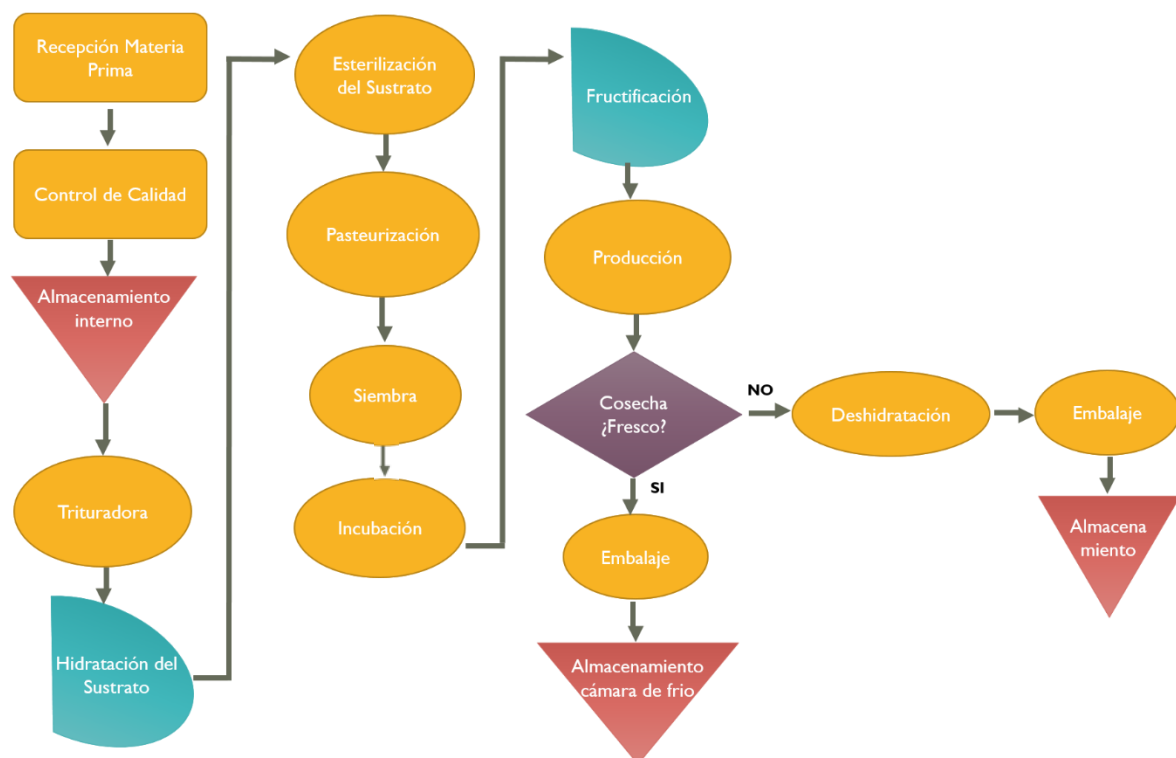 Recepción Materia
Prima
Control de Calidad
Almacenamiento
interno
Trituradora
Hidratación del
Sustrato
Esterilización
del Sustrato
Pasteurización
Siembra
Incubación
Fructificación
Producción
Cosecha
¿Fresco?
NO
Deshidratación
Embalaje
Almacena
miento
SI
Embalaje
Almacenamiento
cámara de frio